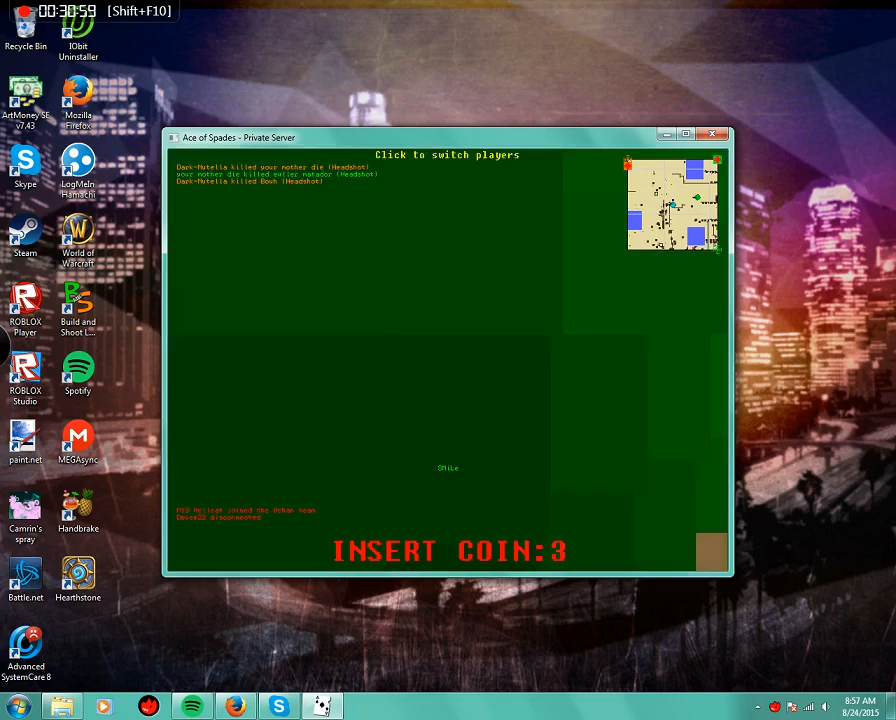 00:30:59 [Shift+F10]
Recycle Bin
IObit
Uninstaller
ArtMoney SE
v7.43
Mozilla
Firefox
Skype
LogMeIn
Hamachi
Steam
World of
Warcraft
ROBLOX
Player
Build and
Shoot L...
ROBLOX
Studio
Spotify
paint.net
MEGAsync
Camrin's
spray
Handbrake
Battle.net
Hearthstone
Advanced
SystemCare 8
Ace of Spades - Private Server
Click to switch players
Dark-Nutella killed your mother die (Headshot)
your mother die killed euller matador (Headshot)
Dark-Nutella killed Bowh (Headshot)
SMiLe
joined the team
Deuce22 disconnected
INSERT COIN:3
8:57 AM
8/24/2015